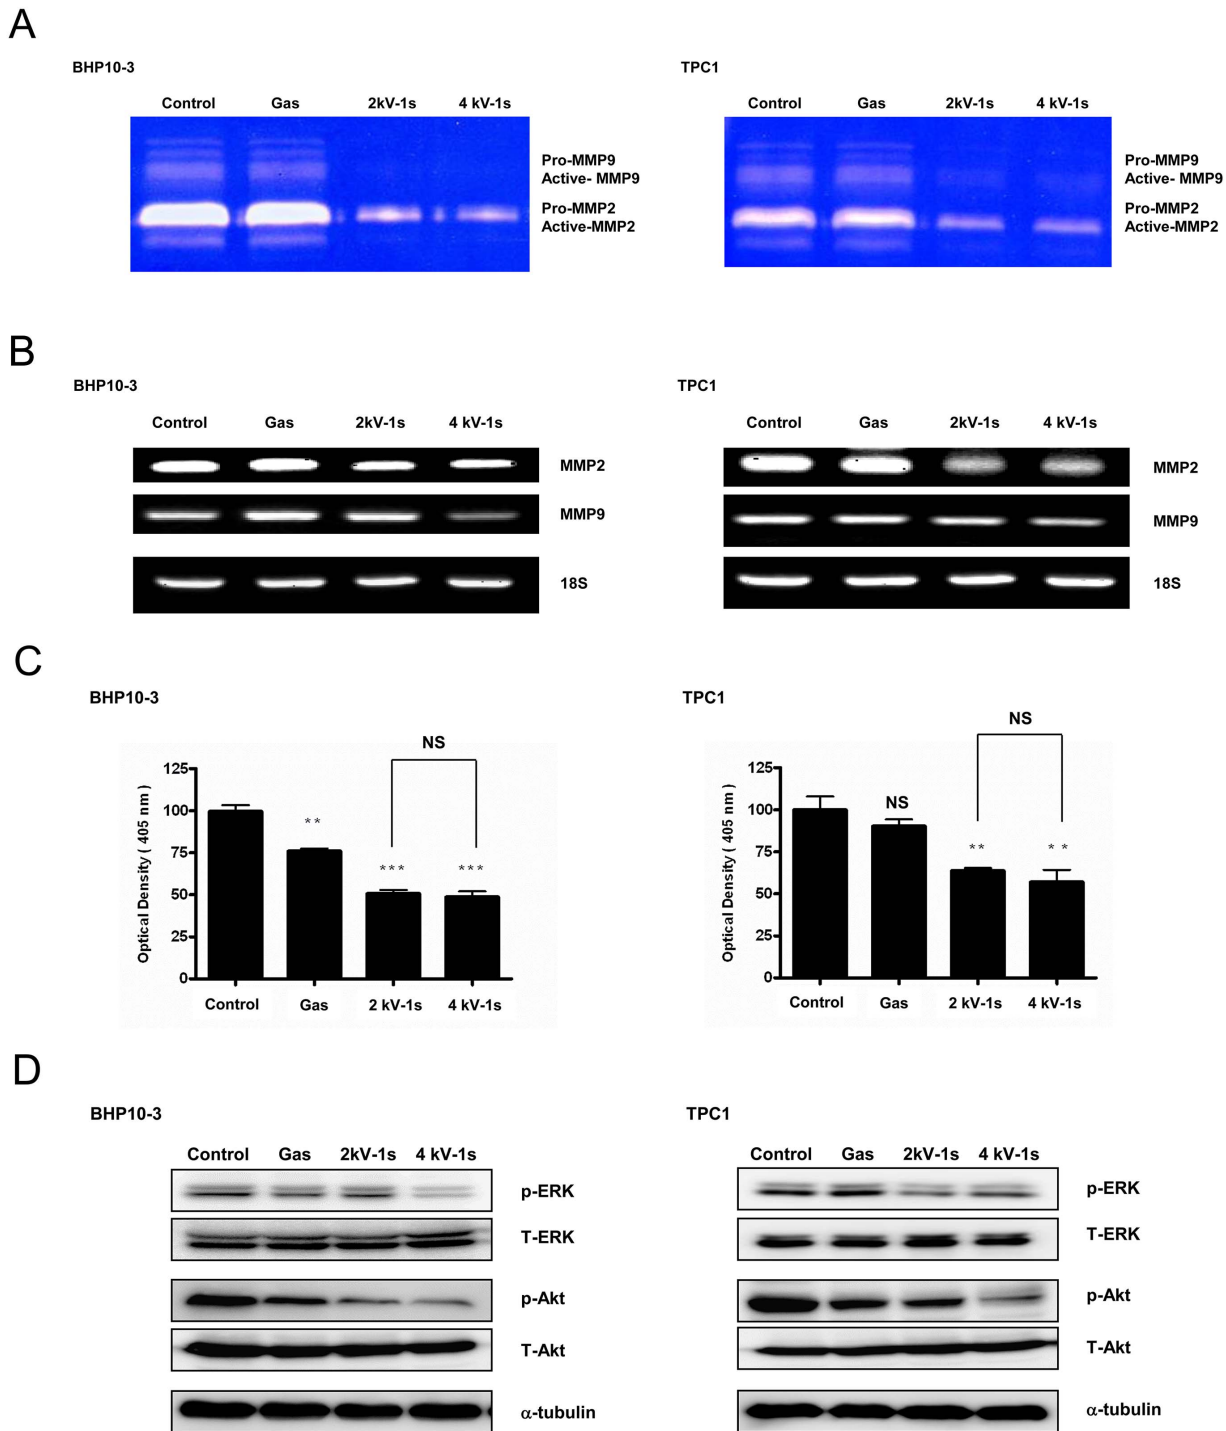 A
BHP10-3
Control Gas 2kV-1s 4 kV-1s
Pro-MMP9
Active- MMP9
Pro-MMP2
Active-MMP2
TPC1
Control Gas 2kV-1s 4 kV-1s
Pro-MMP9
Active- MMP9
Pro-MMP2
Active-MMP2
B
BHP10-3
Control Gas 2kV-1s 4 kV-1s
MMP2
MMP9
18S
TPC1
Control Gas 2kV-1s 4 kV-1s
MMP2
MMP9
18S
C
BHP10-3
NS
Optical Density ( 405 nm )
125
100
75
50
25
0
**
*** ***
Control Gas 2 kV-1s 4 kV-1s
TPC1
NS
Optical Density ( 405 nm )
125
100
75
50
25
0
NS
** * *
Control Gas 2 kV-1s 4 kV-1s
D
BHP10-3
Control Gas 2kV-1s 4 kV-1s
p-ERK
T-ERK
p-Akt
T-Akt
α-tubulin
TPC1
Control Gas 2kV-1s 4 kV-1s
p-ERK
T-ERK
p-Akt
T-Akt
α-tubulin